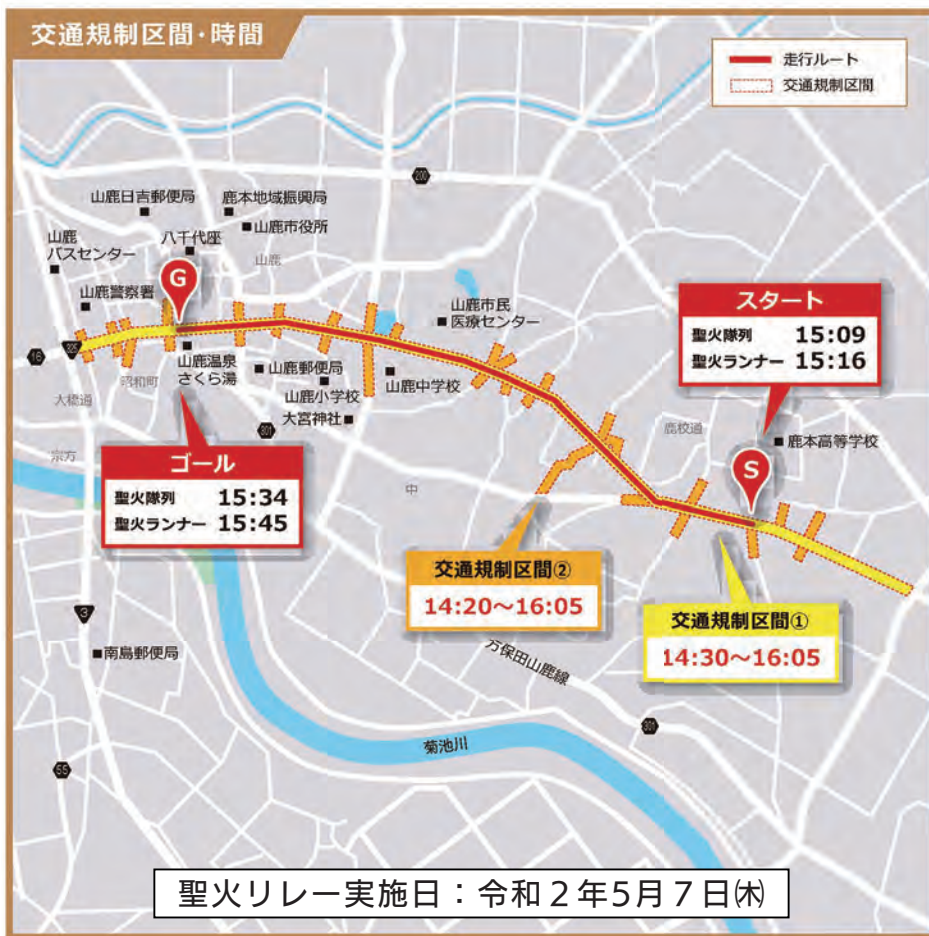 交通規制区間・時間
走行ルート
交通規制区間
200
山鹿日吉郵便局
鹿本地域振興局
山鹿市役所
山鹿
バスセンター
八千代座
山鹿
山鹿警察署
G
山鹿市民
医療センター
スタート
聖火隊列 15:09
聖火ランナー 15:16
16
325
昭和町
山鹿温泉
さくら湯
山鹿郵便局
山鹿小学校
山鹿中学校
大橋通
大宮神社
301
鹿校通
鹿本高等学校
宗方
中
S
ゴール
聖火隊列 15:34
聖火ランナー 15:45
交通規制区間②
14:20～16:05
交通規制区間①
14:30～16:05
3
南島郵便局
方保田山鹿線
301
菊池川
55
聖火リレー実施日：令和２年5月７日㈭